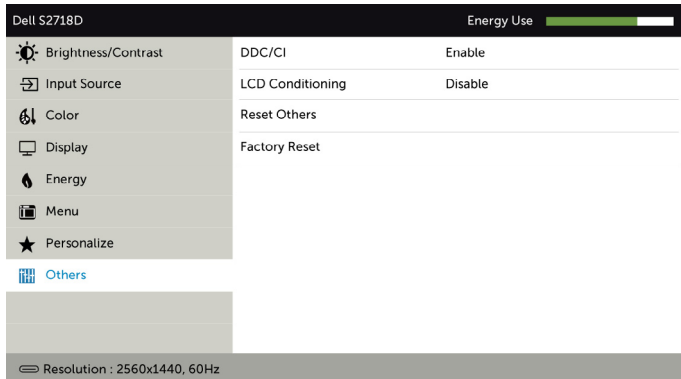 Dell S2718D Energy Use
Brightness/Contrast DDC/CI Enable
Input Source LCD Conditioning Disable
Color Reset Others
Display Factory Reset
Energy
Menu
Personalize
Others
Resolution : 2560x1440, 60Hz